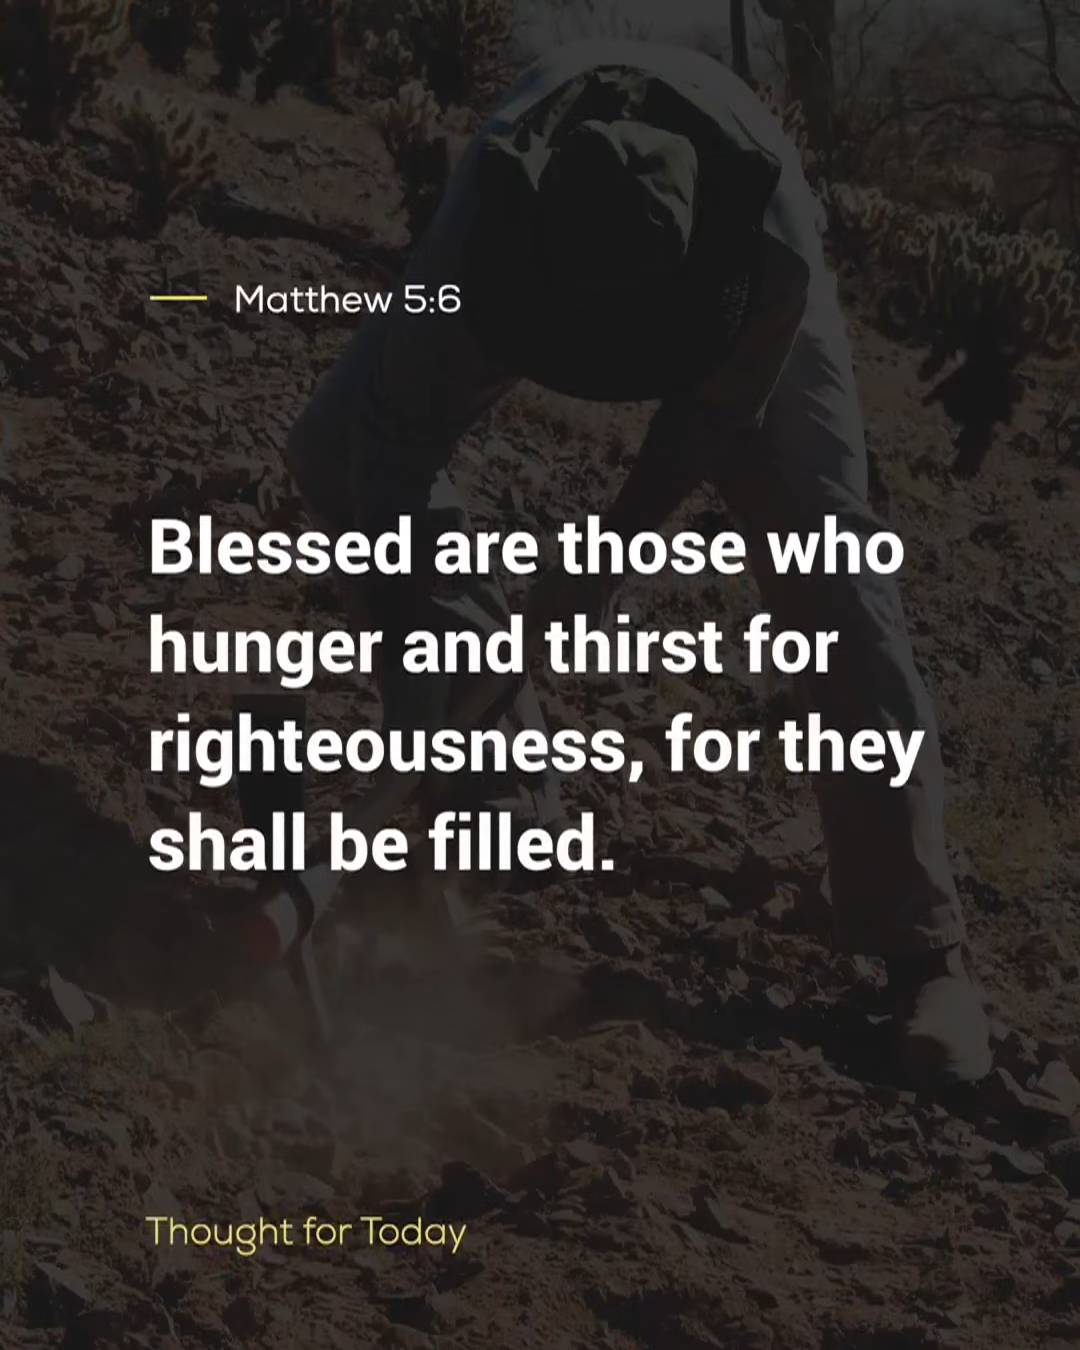 Matthew 5:6
Blessed are those who
hunger and thirst for
righteousness, for they
shall be filled.
Thought for Today